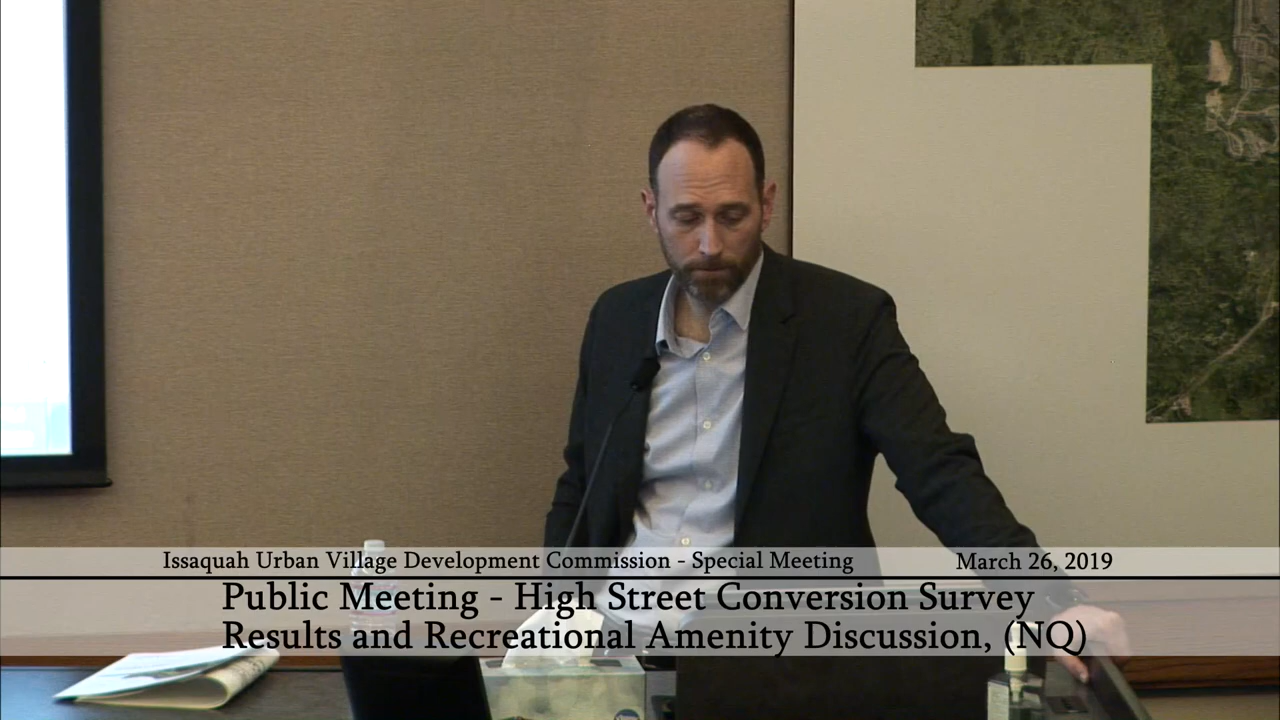 Issaquah Urban Village Development Commission - Special Meeting March 26, 2019
Public Meeting - High Street Conversion Survey
Results and Recreational Amenity Discussion, (NQ)